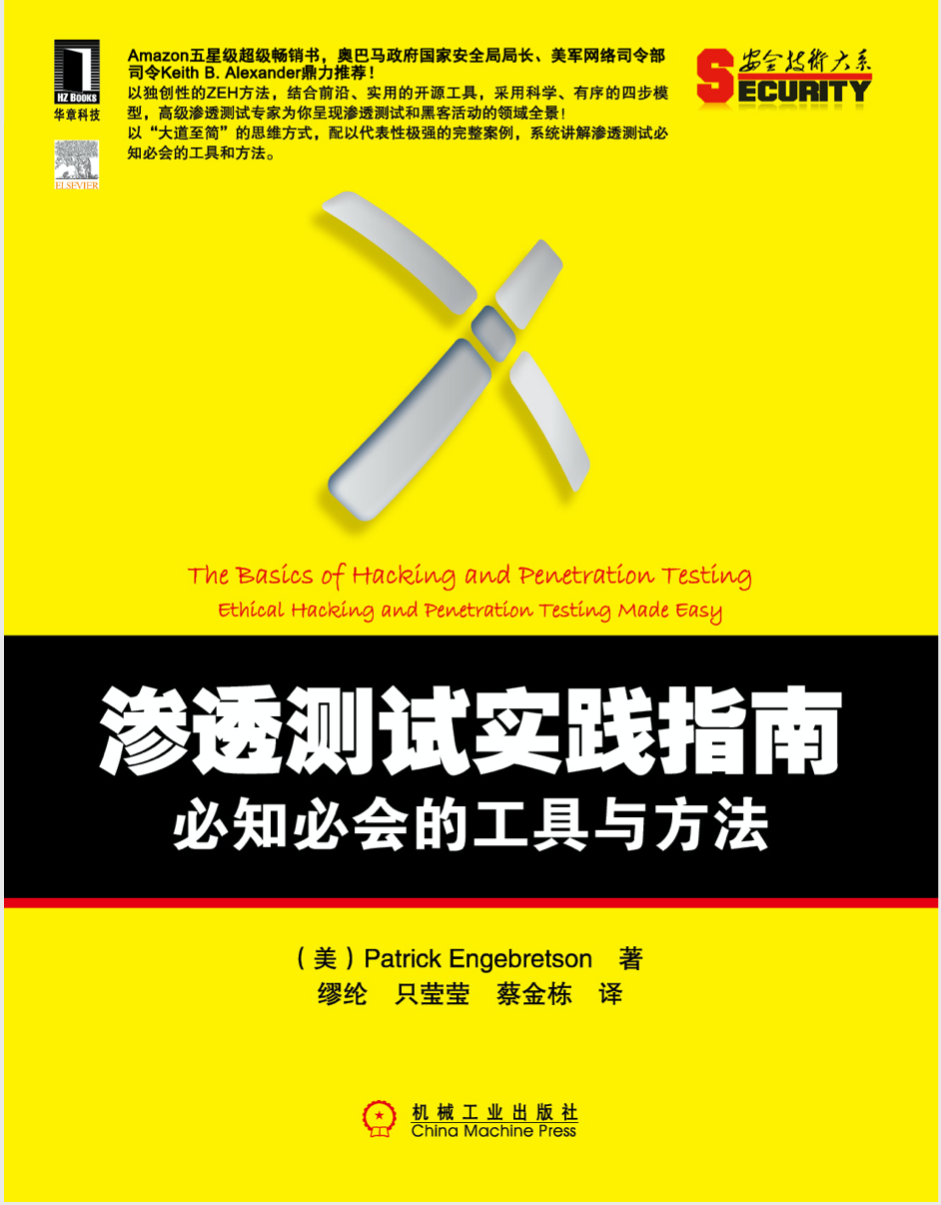 Amazon五星级超级畅销书，奥巴马政府国家安全局局长、美军网络司令部
司令Keith B. Alexander鼎力推荐！
以独创性的ZEH方法，结合前沿、实用的开源工具，采用科学、有序的四步模
型，高级渗透测试专家为你呈现渗透测试和黑客活动的领域全景！
以“大道至简”的思维方式，配以代表性极强的完整案例，系统讲解渗透测试必
知必会的工具和方法。
HZ BOOKS
华章科技
ELSEVIER
安全技術大系
SECURITY
The Basics of Hacking and Penetration Testing
Ethical Hacking and Penetration Testing Made Easy
渗透测试实践指南
必知必会的工具与方法
（美）Patrick Engebretson 著
缪纶 只莹莹 蔡金栋 译
机械工业出版社
China Machine Press